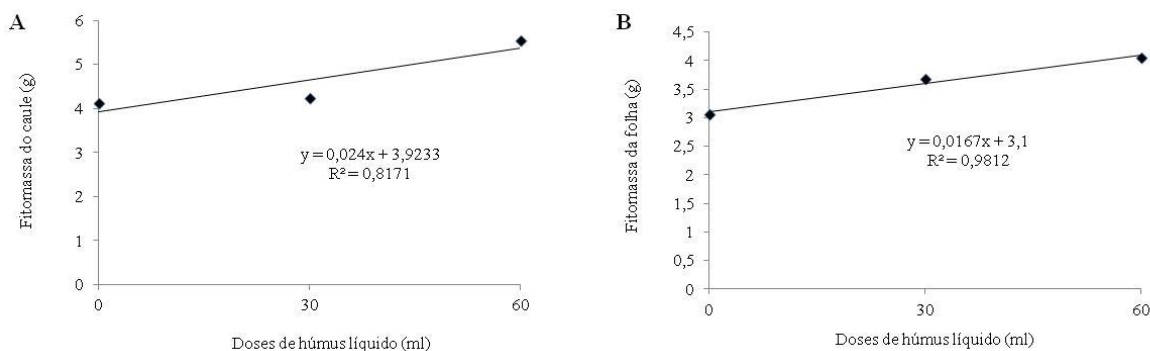 A
Fitomassa do caule (g)
6
5
4
3
2
1
0
y = 0,024x + 3,9233
R² = 0,8171
0 30 60
Doses de húmus líquido (ml)
B
Fitomassa da folha (g)
4,5
4
3,5
3
2,5
2
1,5
1
0,5
0
y = 0,0167x + 3,1
R² = 0,9812
0 30 60
Doses de húmus líquido (ml)